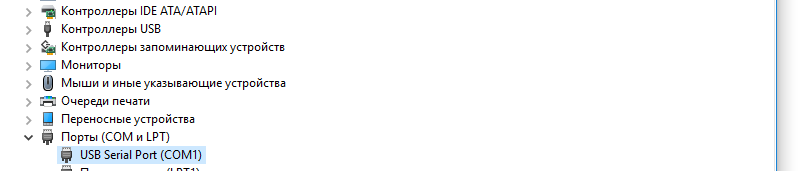 Контроллеры IDE ATA/ATAPI
Контроллеры USB
Контроллеры запоминающих устройств
Мониторы
Мыши и иные указывающие устройства
Очереди печати
Переносные устройства
Порты (COM и LPT)
USB Serial Port (COM1)
(LPT1)